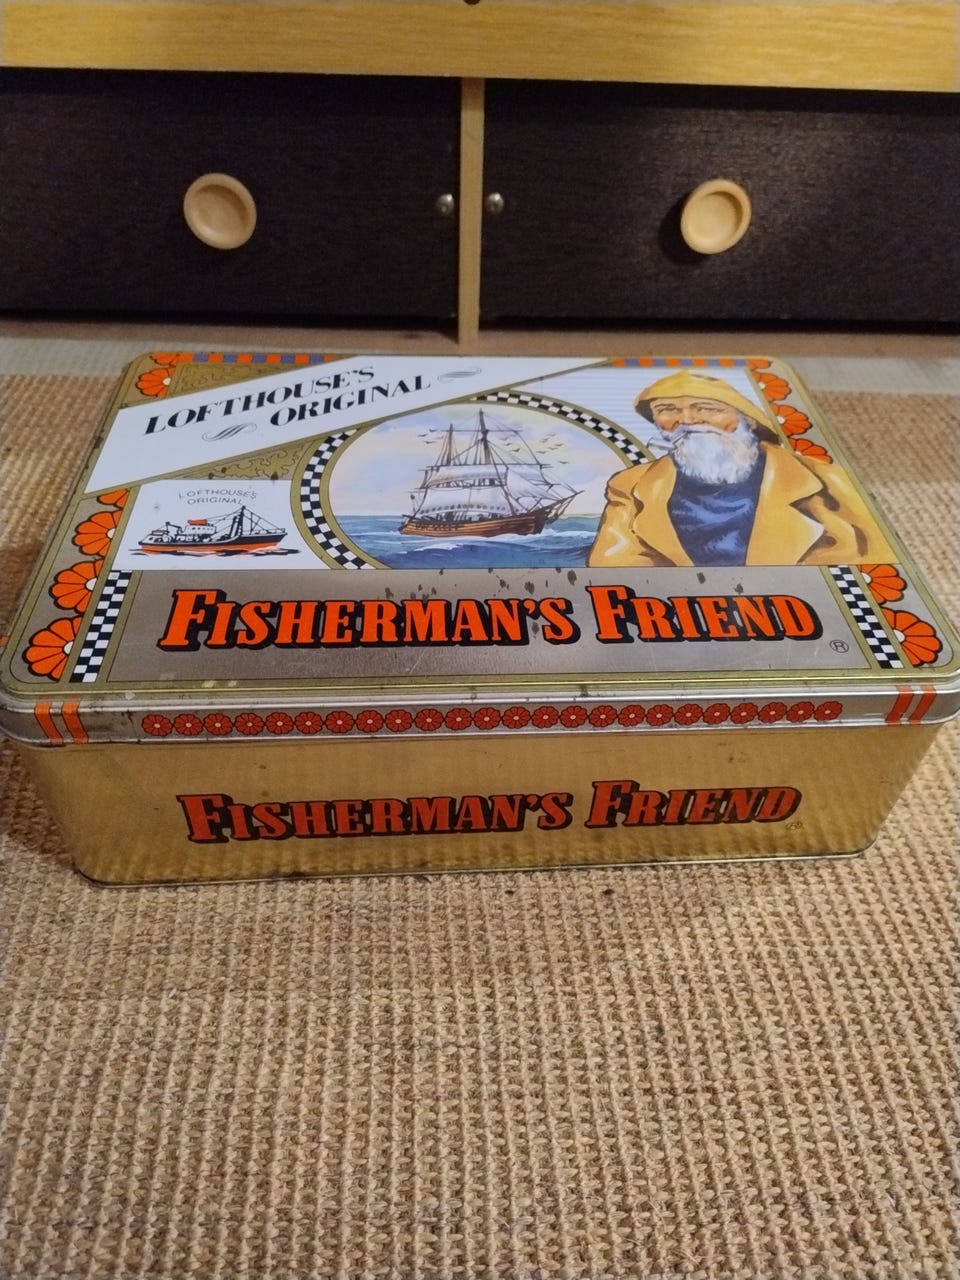 LOFTHOUSE'S
ORIGINAL
LOFTHOUSE'S
ORIGINAL
FISHERMAN'S FRIEND
®
FISHERMAN'S FRIEND
®